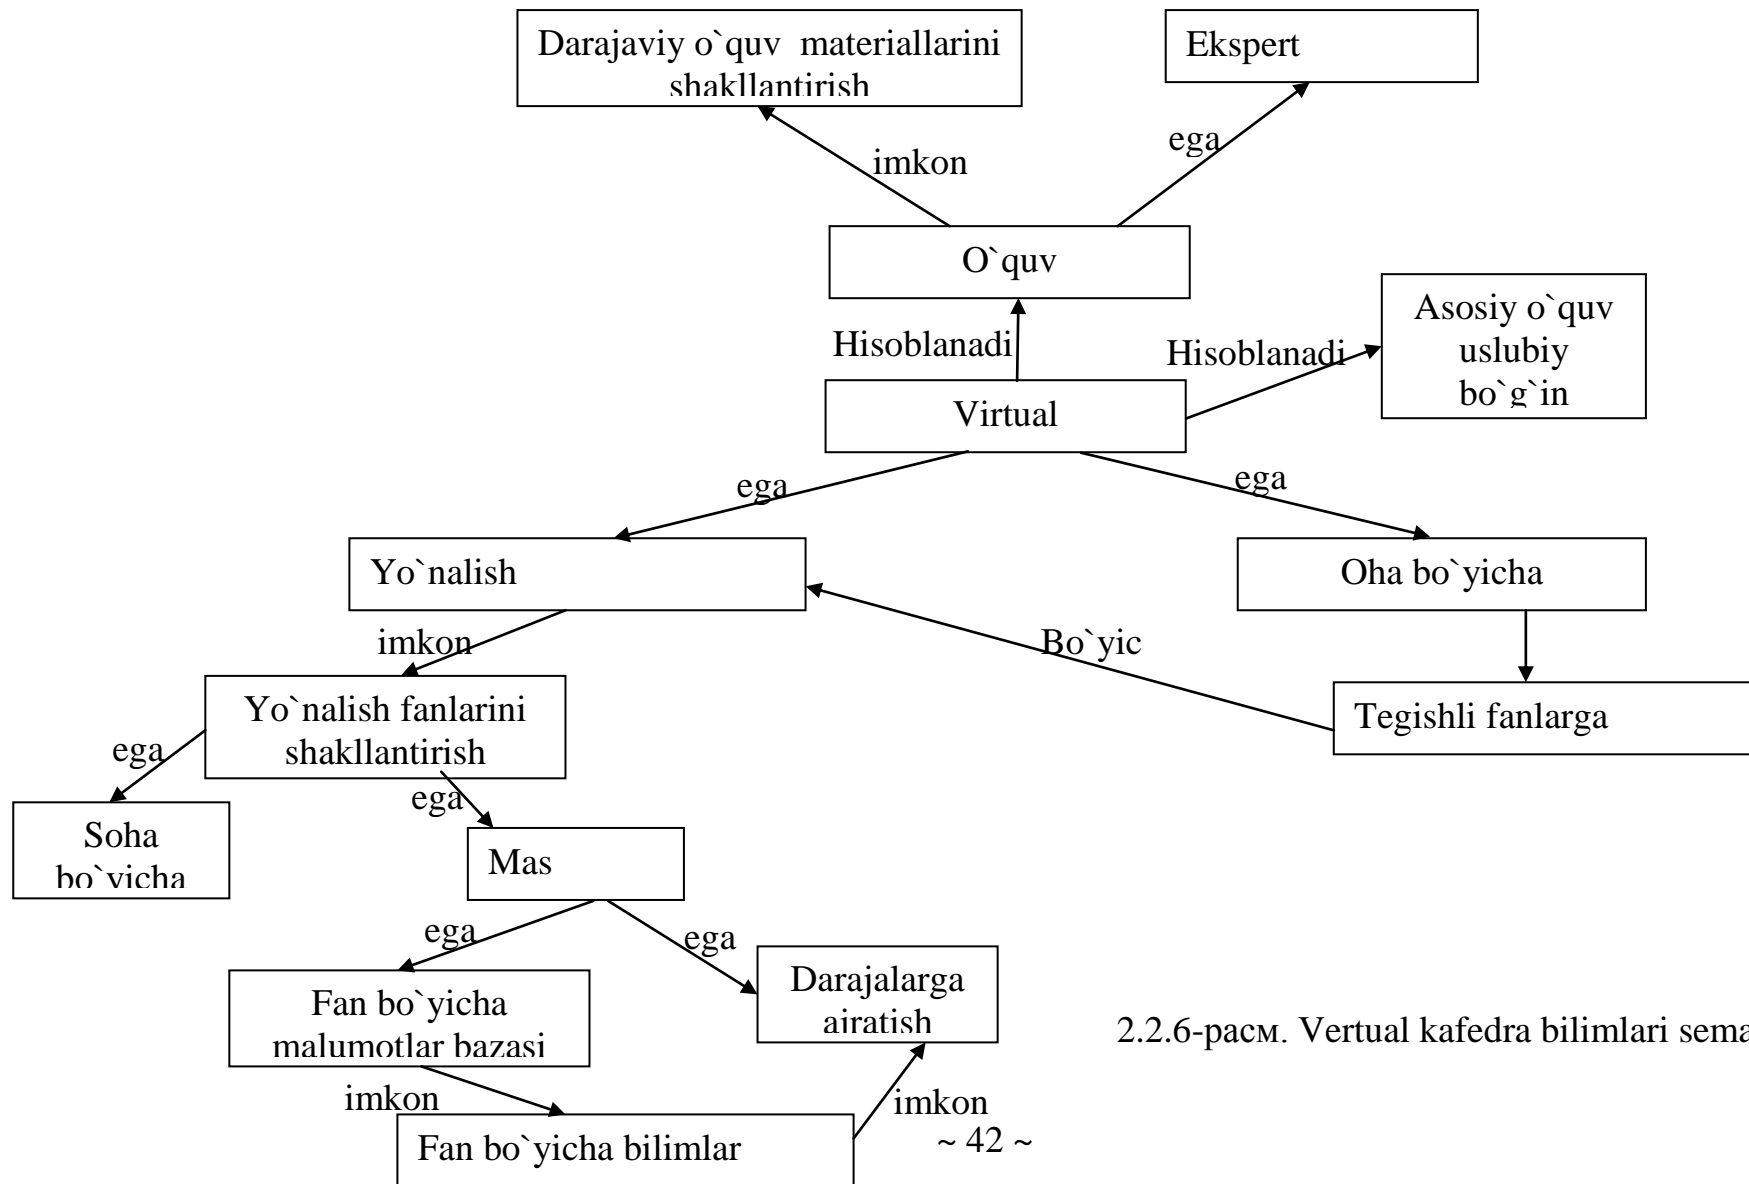 Darajaviy o`quv materiallarini
shakllantirish
Ekspert
imkon
ega
O`quv
Hisoblanadi
Hisoblanadi
Asosiy o`quv
uslubiy
bo`g`in
Virtual
ega
ega
Yo`nalish
Oha bo`yicha
imkon
Bo`yic
Yo`nalish fanlarini
shakllantirish
Tegishli fanlarga
ega
ega
Soha
bo`yicha
Mas
ega
ega
Fan bo`yicha
malumotlar bazasi
Darajalarga
ajratish
2.2.6-расм. Vertual kafedra bilimlari sema
imkon
imkon
Fan bo`yicha bilimlar
~ 42 ~